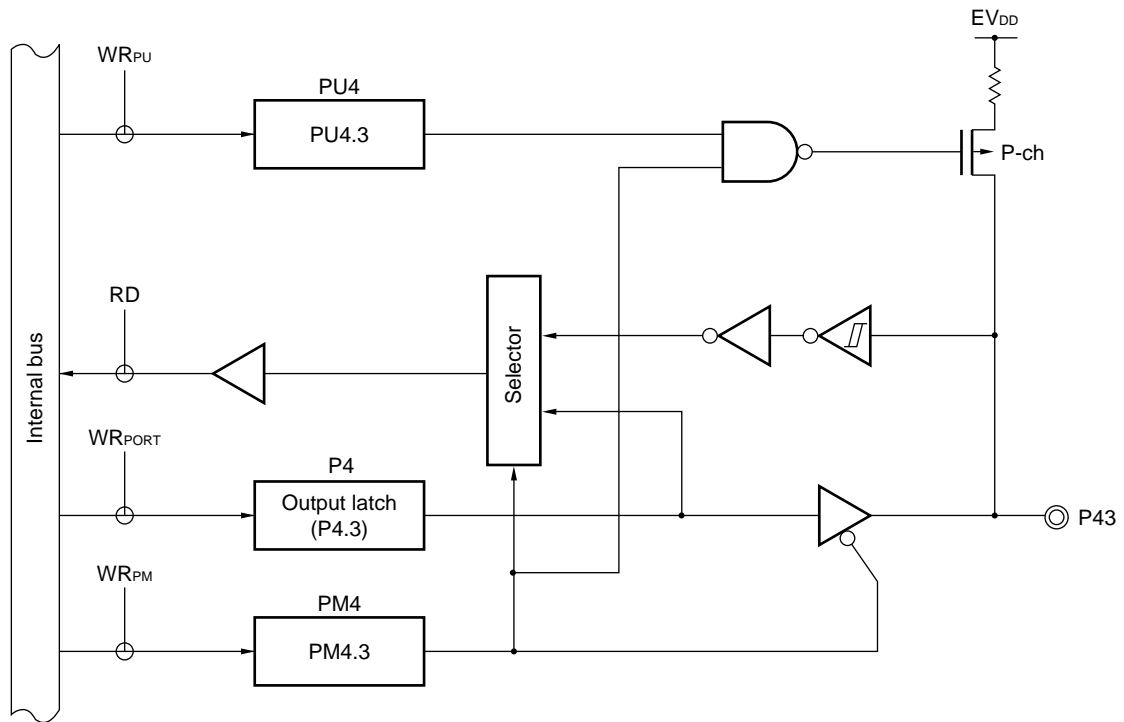 EVDD
WRPU
PU4
PU4.3
P-ch
RD
Selector
Internal bus
WRPORT
P4
Output latch
(P4.3)
P43
WRPM
PM4
PM4.3